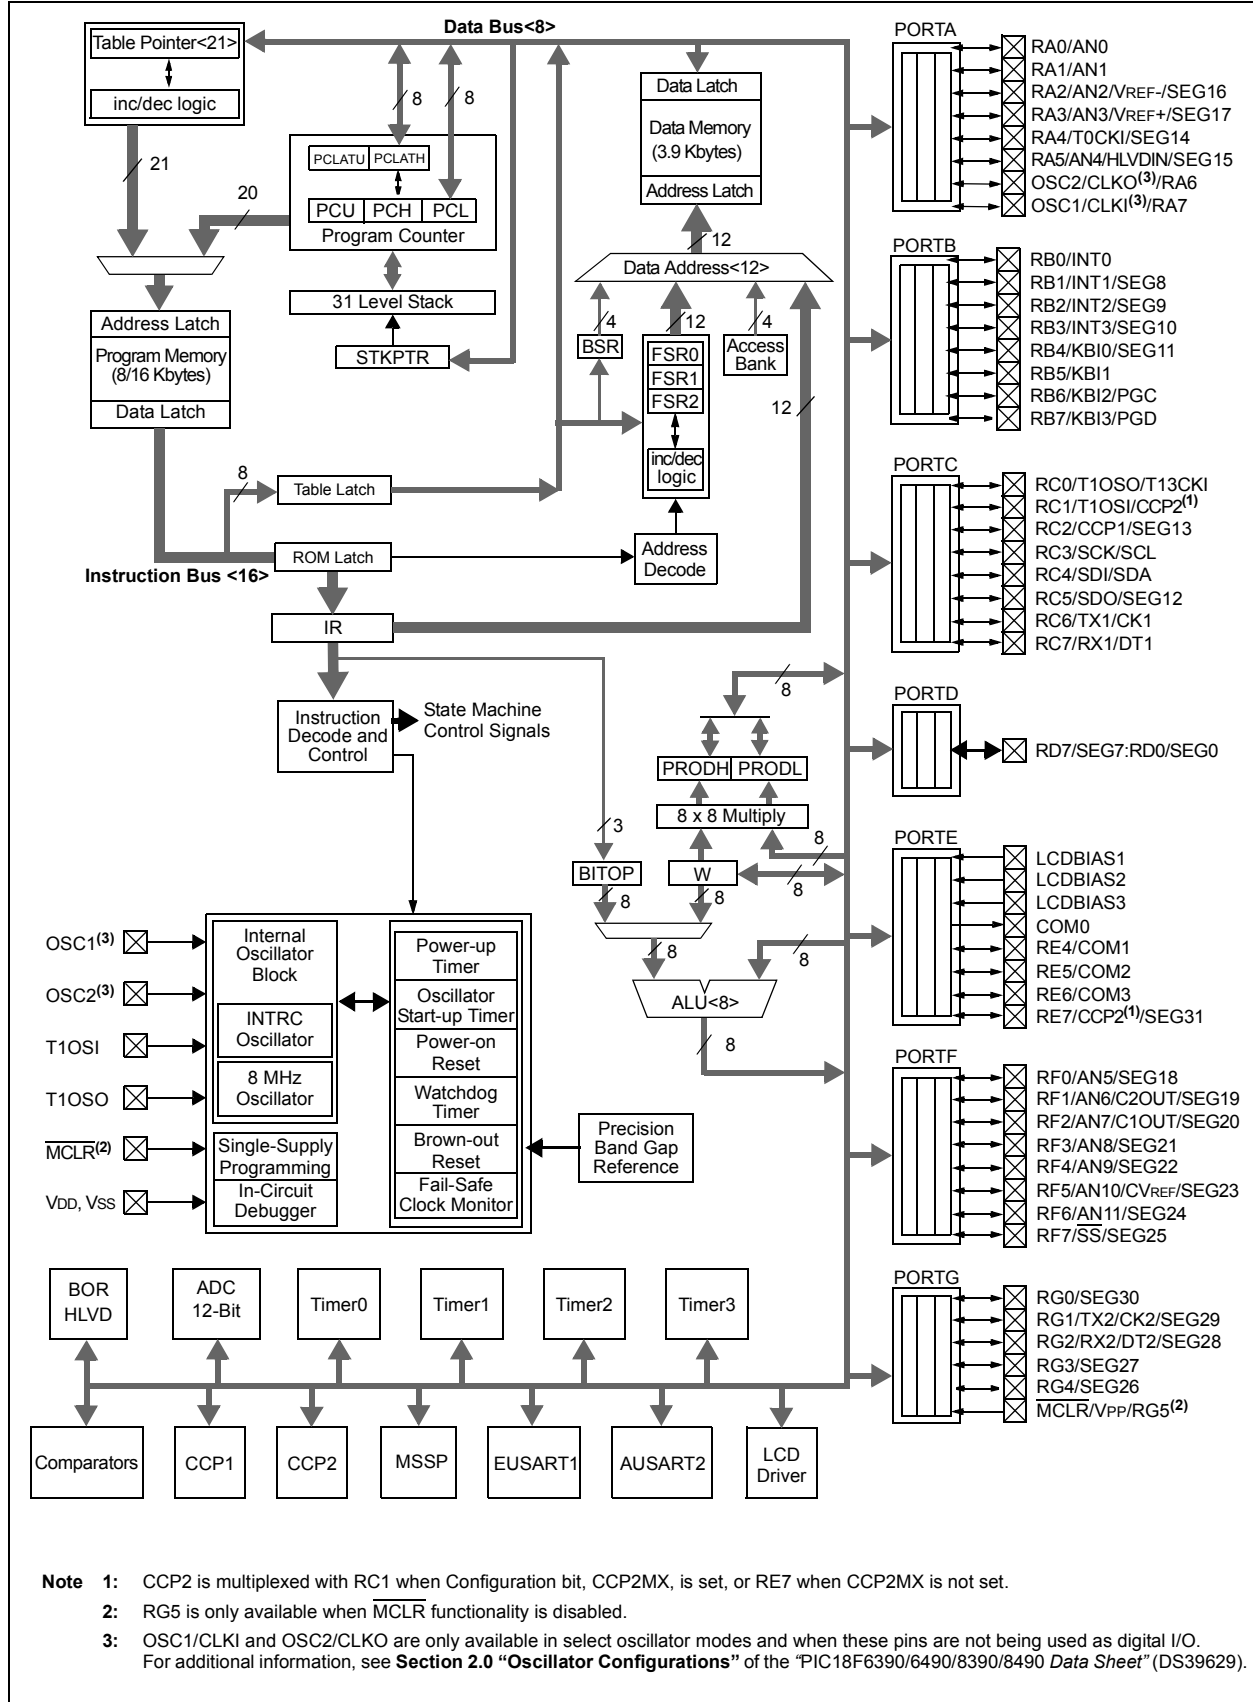 Data Bus<8>
Table Pointer<21>
inc/dec logic
21
20
8
8
PCLATU PCLATH
PCU PCH PCL
Program Counter
31 Level Stack
STKPTR
Address Latch
Program Memory
(8/16 Kbytes)
Data Latch
8
Table Latch
ROM Latch
Instruction Bus <16>
IR
Data Latch
Data Memory
(3.9 Kbytes)
Address Latch
12
Data Address<12>
4
12
4
BSR
FSR0
FSR1
FSR2
inc/dec
logic
Access
Bank
12
Address
Decode
Instruction
Decode and
Control
State Machine
Control Signals
8
PRODH PRODL
8 x 8 Multiply
3
8
BITOP
W
8
8
8
8
8
ALU<8>
8
OSC1(3)
OSC2(3)
T1OSI
T1OSO
MCLR(2)
VDD, VSS
Internal
Oscillator
Block
INTRC
Oscillator
8 MHz
Oscillator
Single-Supply
Programming
In-Circuit
Debugger
Power-up
Timer
Oscillator
Start-up Timer
Power-on
Reset
Watchdog
Timer
Brown-out
Reset
Fail-Safe
Clock Monitor
Precision
Band Gap
Reference
BOR
HLVD
ADC
12-Bit
Timer0
Timer1
Timer2
Timer3
Comparators
CCP1
CCP2
MSSP
EUSART1
AUSART2
LCD
Driver
PORTA
RA0/AN0
RA1/AN1
RA2/AN2/VREF-/SEG16
RA3/AN3/VREF+/SEG17
RA4/T0CKI/SEG14
RA5/AN4/HLVDIN/SEG15
OSC2/CLKO(3)/RA6
OSC1/CLKI(3)/RA7
PORTB
RB0/INT0
RB1/INT1/SEG8
RB2/INT2/SEG9
RB3/INT3/SEG10
RB4/KBI0/SEG11
RB5/KBI1
RB6/KBI2/PGC
RB7/KBI3/PGD
PORTC
RC0/T1OSO/T13CKI
RC1/T1OSI/CCP2(1)
RC2/CCP1/SEG13
RC3/SCK/SCL
RC4/SDI/SDA
RC5/SDO/SEG12
RC6/TX1/CK1
RC7/RX1/DT1
PORTD
RD7/SEG7:RD0/SEG0
PORTE
LCDBIAS1
LCDBIAS2
LCDBIAS3
COM0
RE4/COM1
RE5/COM2
RE6/COM3
RE7/CCP2(1)/SEG31
PORTF
RF0/AN5/SEG18
RF1/AN6/C2OUT/SEG19
RF2/AN7/C1OUT/SEG20
RF3/AN8/SEG21
RF4/AN9/SEG22
RF5/AN10/CVREF/SEG23
RF6/AN11/SEG24
RF7/SS/SEG25
PORTG
RG0/SEG30
RG1/TX2/CK2/SEG29
RG2/RX2/DT2/SEG28
RG3/SEG27
RG4/SEG26
MCLR/VPP/RG5(2)
Note 1: CCP2 is multiplexed with RC1 when Configuration bit, CCP2MX, is set, or RE7 when CCP2MX is not set.
2: RG5 is only available when MCLR functionality is disabled.
3: OSC1/CLKI and OSC2/CLKO are only available in select oscillator modes and when these pins are not being used as digital I/O.
For additional information, see Section 2.0 “Oscillator Configurations” of the “PIC18F6390/6490/8390/8490 Data Sheet” (DS39629).